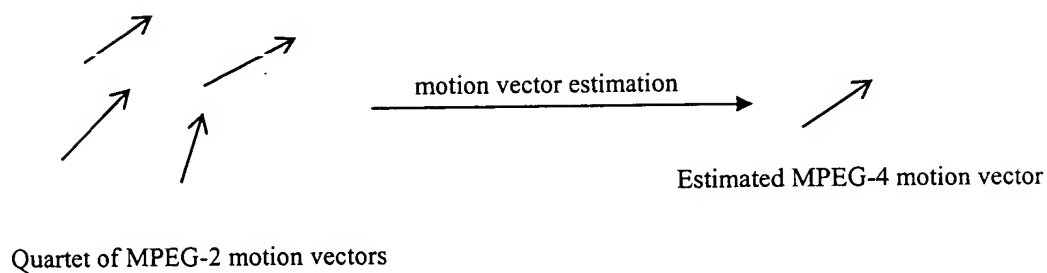 motion vector estimation
Estimated MPEG-4 motion vector
Quartet of MPEG-2 motion vectors